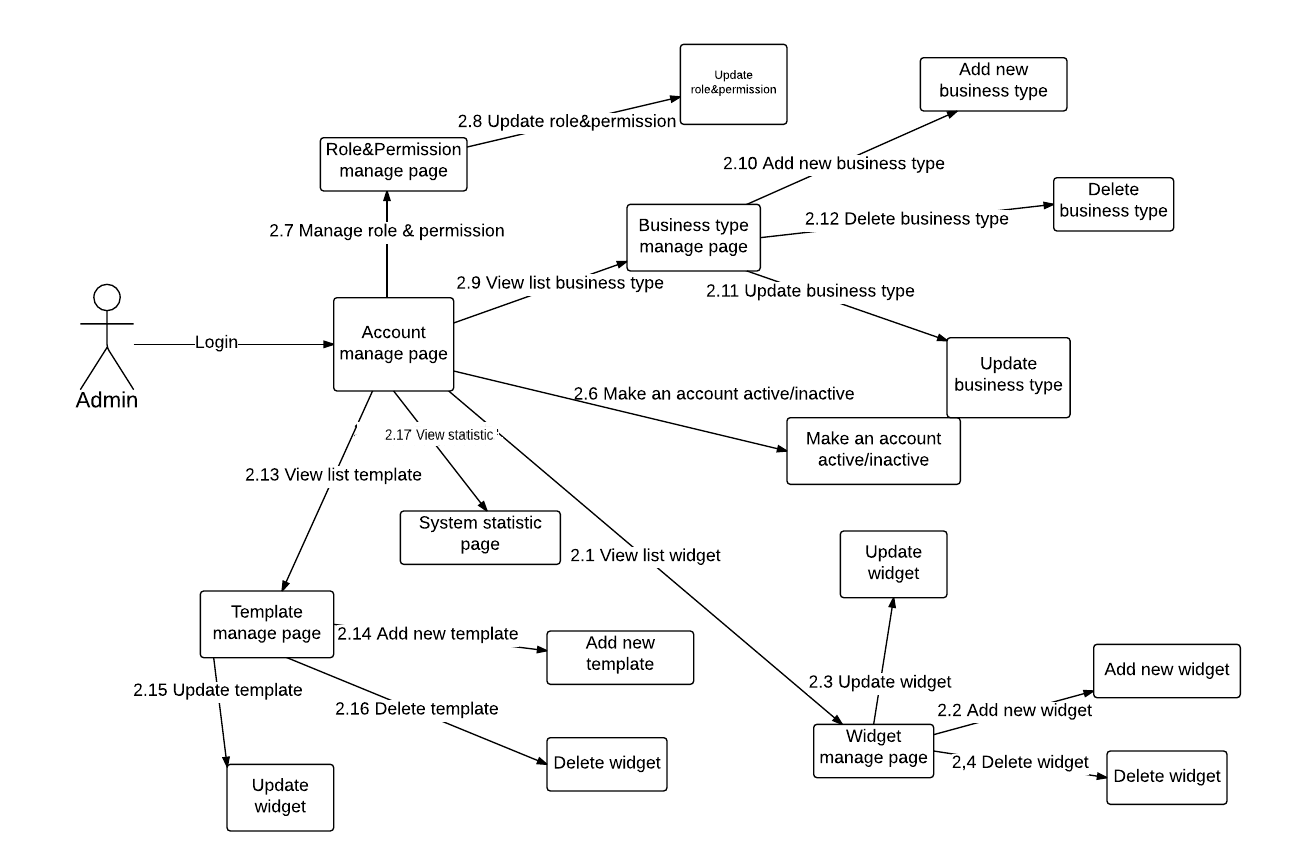 Update
role&permission
Add new
business type
2.8 Update role&permission
Role&Permission
manage page
2.10 Add new business type
Delete
business type
2.12 Delete business type
Business type
manage page
2.7 Manage role & permission
2.9 View list business type
2.11 Update business type
Login
Account
manage page
Admin
Update
business type
2.6 Make an account active/inactive
Make an account
active/inactive
2.17 View statistic
2.13 View list template
System statistic
page
2.1 View list widget
Update
widget
Template
manage page
2.14 Add new template
Add new
template
Add new widget
2.15 Update template
2.3 Update widget
2.16 Delete template
2.2 Add new widget
Widget
manage page
2,4 Delete widget
Delete widget
Delete widget
Update
widget